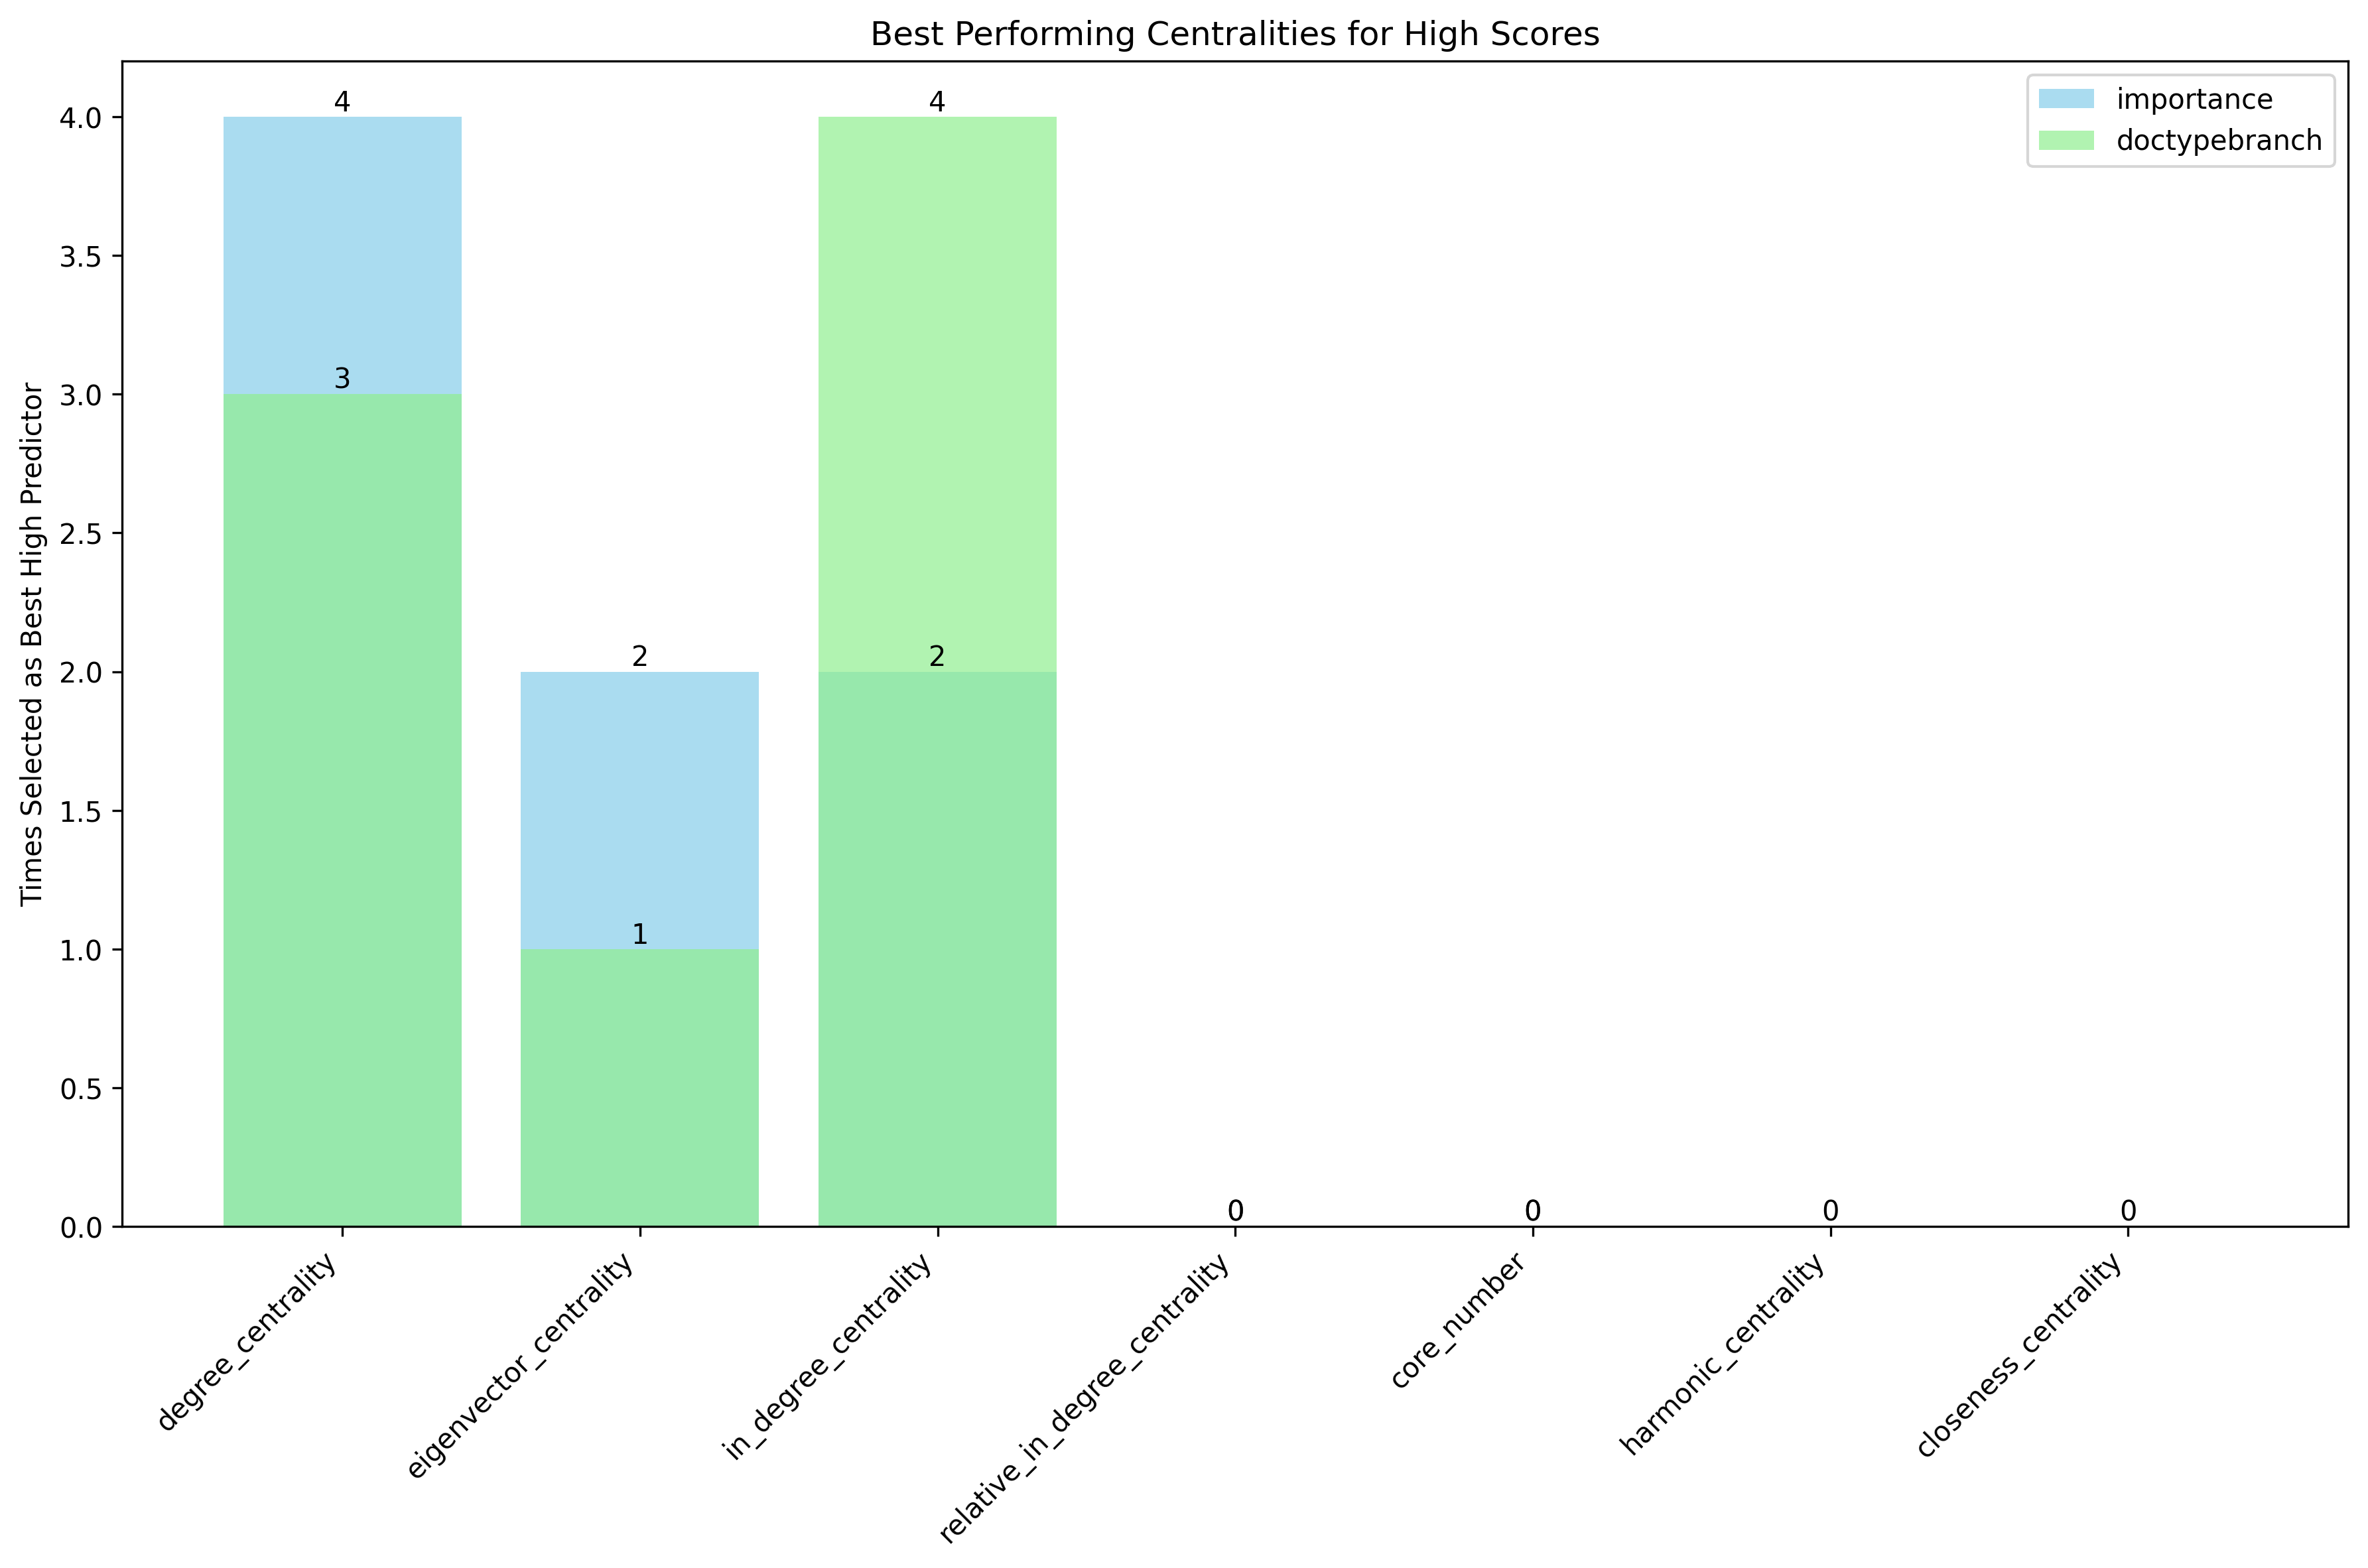 Best Performing Centralities for High Scores
importance
doctypebranch
Times Selected as Best High Predictor
4.0
3.5
3.0
2.5
2.0
1.5
1.0
0.5
0.0
4
3
2
1
4
2
0
0
0
0
degree_centrality
eigenvector_centrality
in_degree_centrality
relative_in_degree_centrality
core_number
harmonic_centrality
closeness_centrality